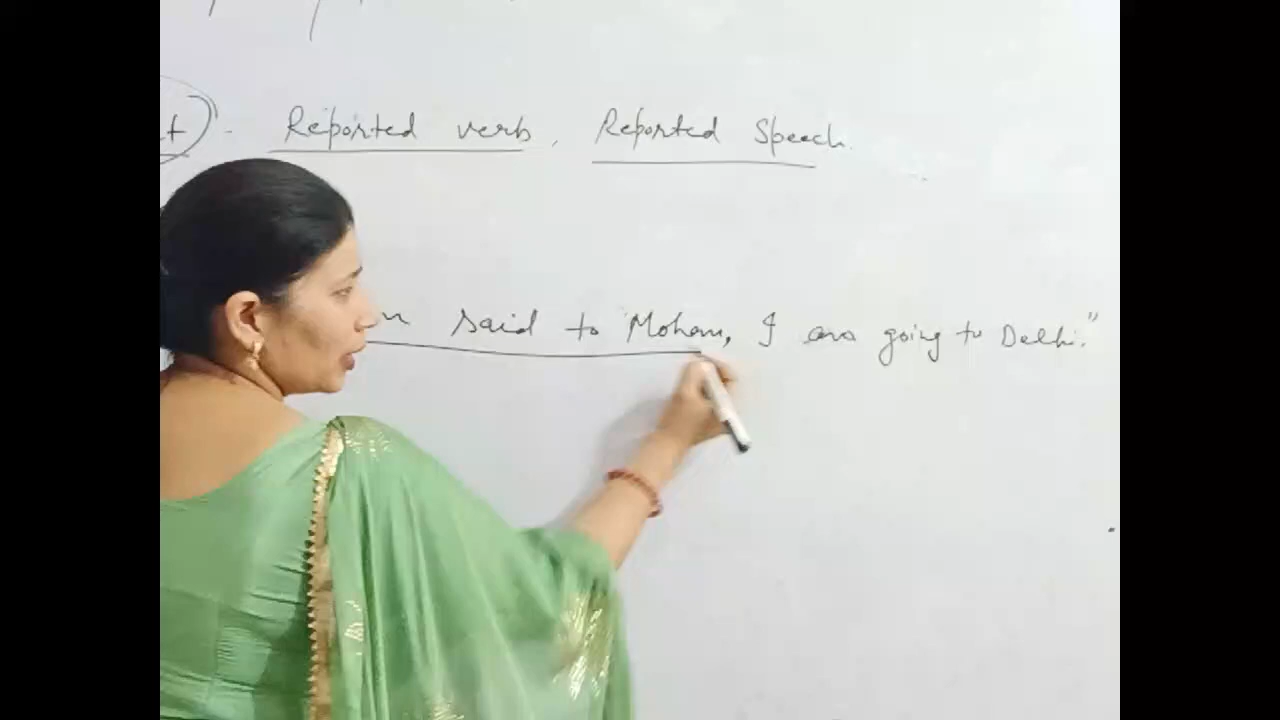 t) - Reported verb, Reported Speech.
n said to Mohan, I am going to Delhi."